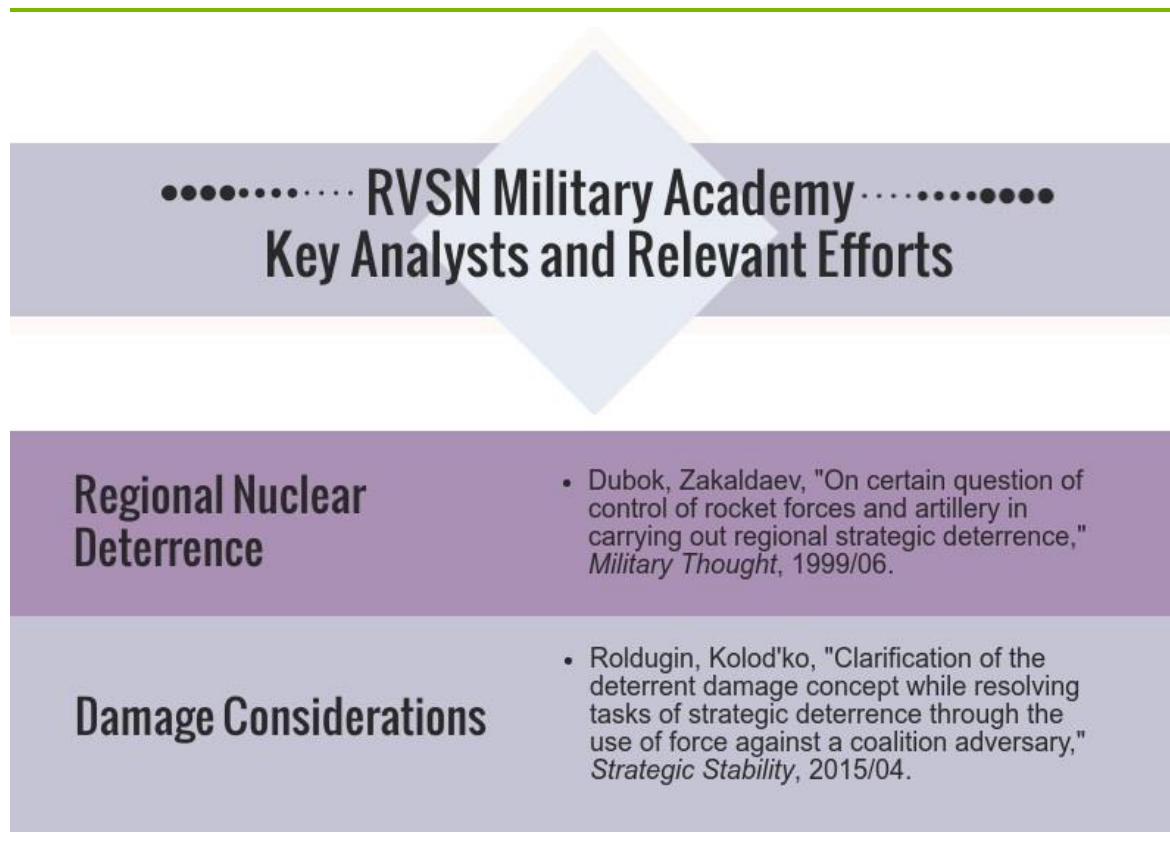 RVSN Military Academy
Key Analysts and Relevant Efforts
Regional Nuclear
Deterrence
• Dubok, Zakaldaev, "On certain question of
control of rocket forces and artillery in
carrying out regional strategic deterrence,"
Military Thought, 1999/06.
Damage Considerations
• Roldugin, Kolod'ko, "Clarification of the
deterrent damage concept while resolving
tasks of strategic deterrence through the
use of force against a coalition adversary,"
Strategic Stability, 2015/04.